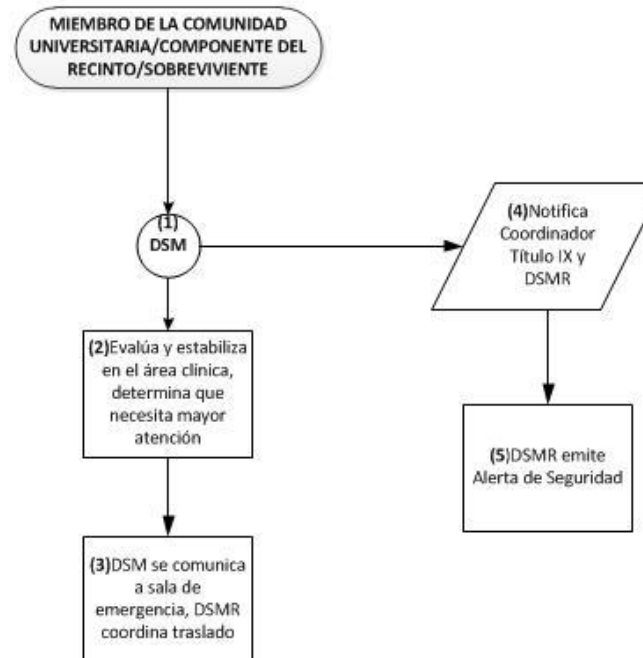 MIEMBRO DE LA COMUNIDAD
UNIVERSITARIA/COMPONENTE DEL
RECINTO/SOBREVIVIENTE
(1)
DSM
(2)Evalúa y estabiliza
en el área clínica,
determina que
necesita mayor
atención
(3)DSM se comunica
a sala de
emergencia, DSMR
coordina traslado
(4)Notifica
Coordinador
Título IX y
DSMR
(5)DSMR emite
Alerta de Seguridad